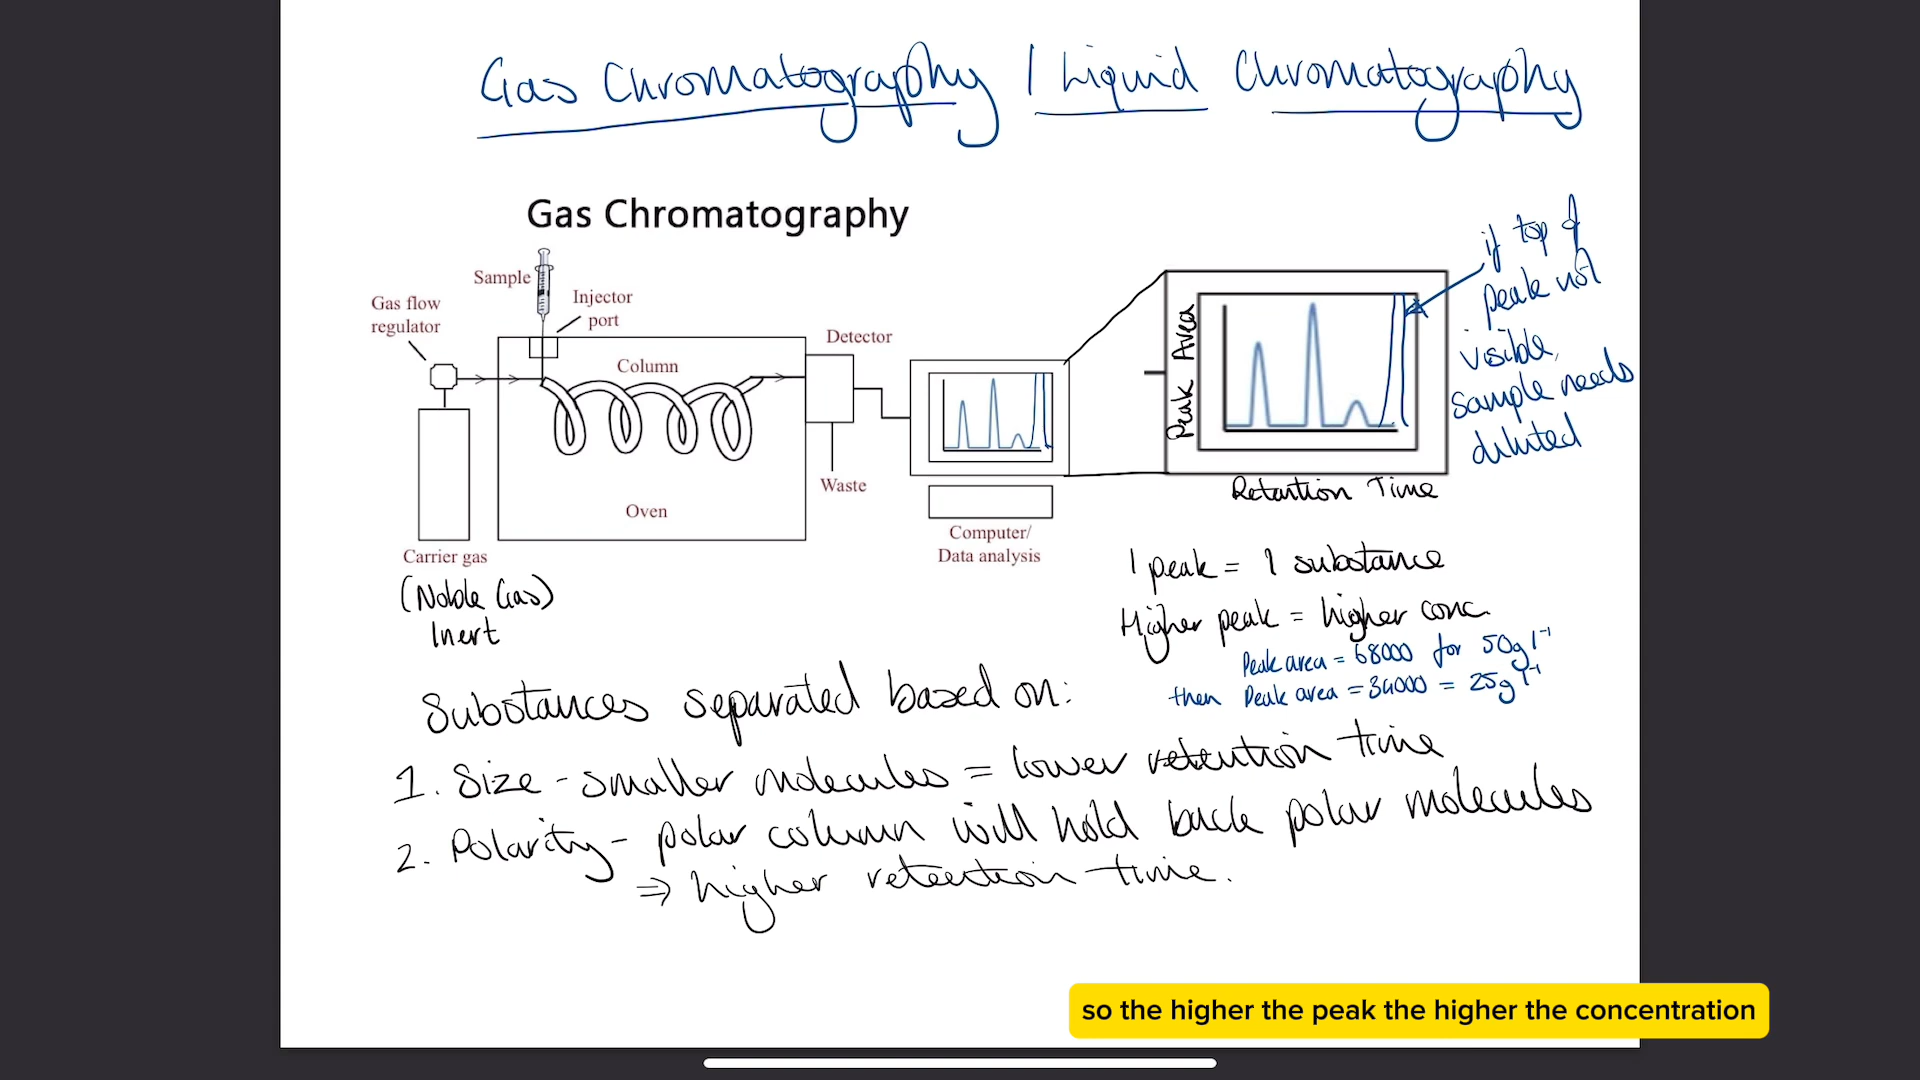 Gas Chromatography / Liquid Chromatography
Gas Chromatography
Sample
Injector
port
Gas flow
regulator
Column
Detector
Oven
Waste
Carrier gas
(Noble Gas)
Inert
Computer/
Data analysis
Peak Area
Retention Time
if top of
peak not
visible,
sample needs
diluted
1 peak = 1 substance
Higher peak = higher conc.
Peak area = 68000 for 50g l⁻¹
then Peak area = 34000 = 25g l⁻¹
Substances separated based on:
1. Size - smaller molecules = lower retention time
2. Polarity - polar column will hold back polar molecules
⇒ higher retention time.
so the higher the peak the higher the concentration